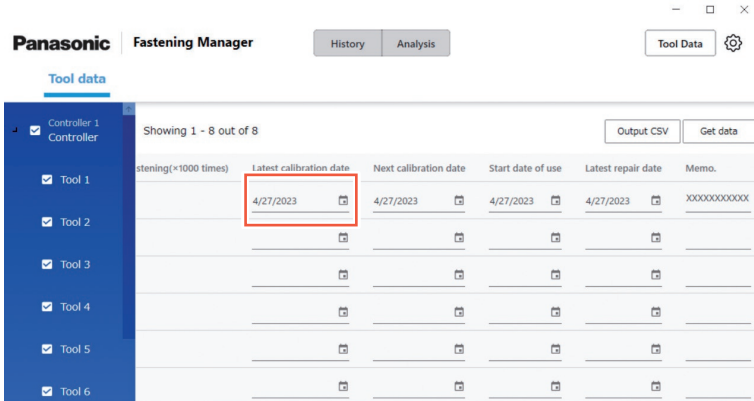 Panasonic Fastening Manager History Analysis Tool Data
Tool data
Controller 1
Controller
Showing 1 - 8 out of 8 Output CSV Get data
stening(×1000 times) Latest calibration date Next calibration date Start date of use Latest repair date Memo.
Tool 1 4/27/2023 4/27/2023 4/27/2023 4/27/2023 XXXXXXXXXXX
Tool 2
Tool 3
Tool 4
Tool 5
Tool 6